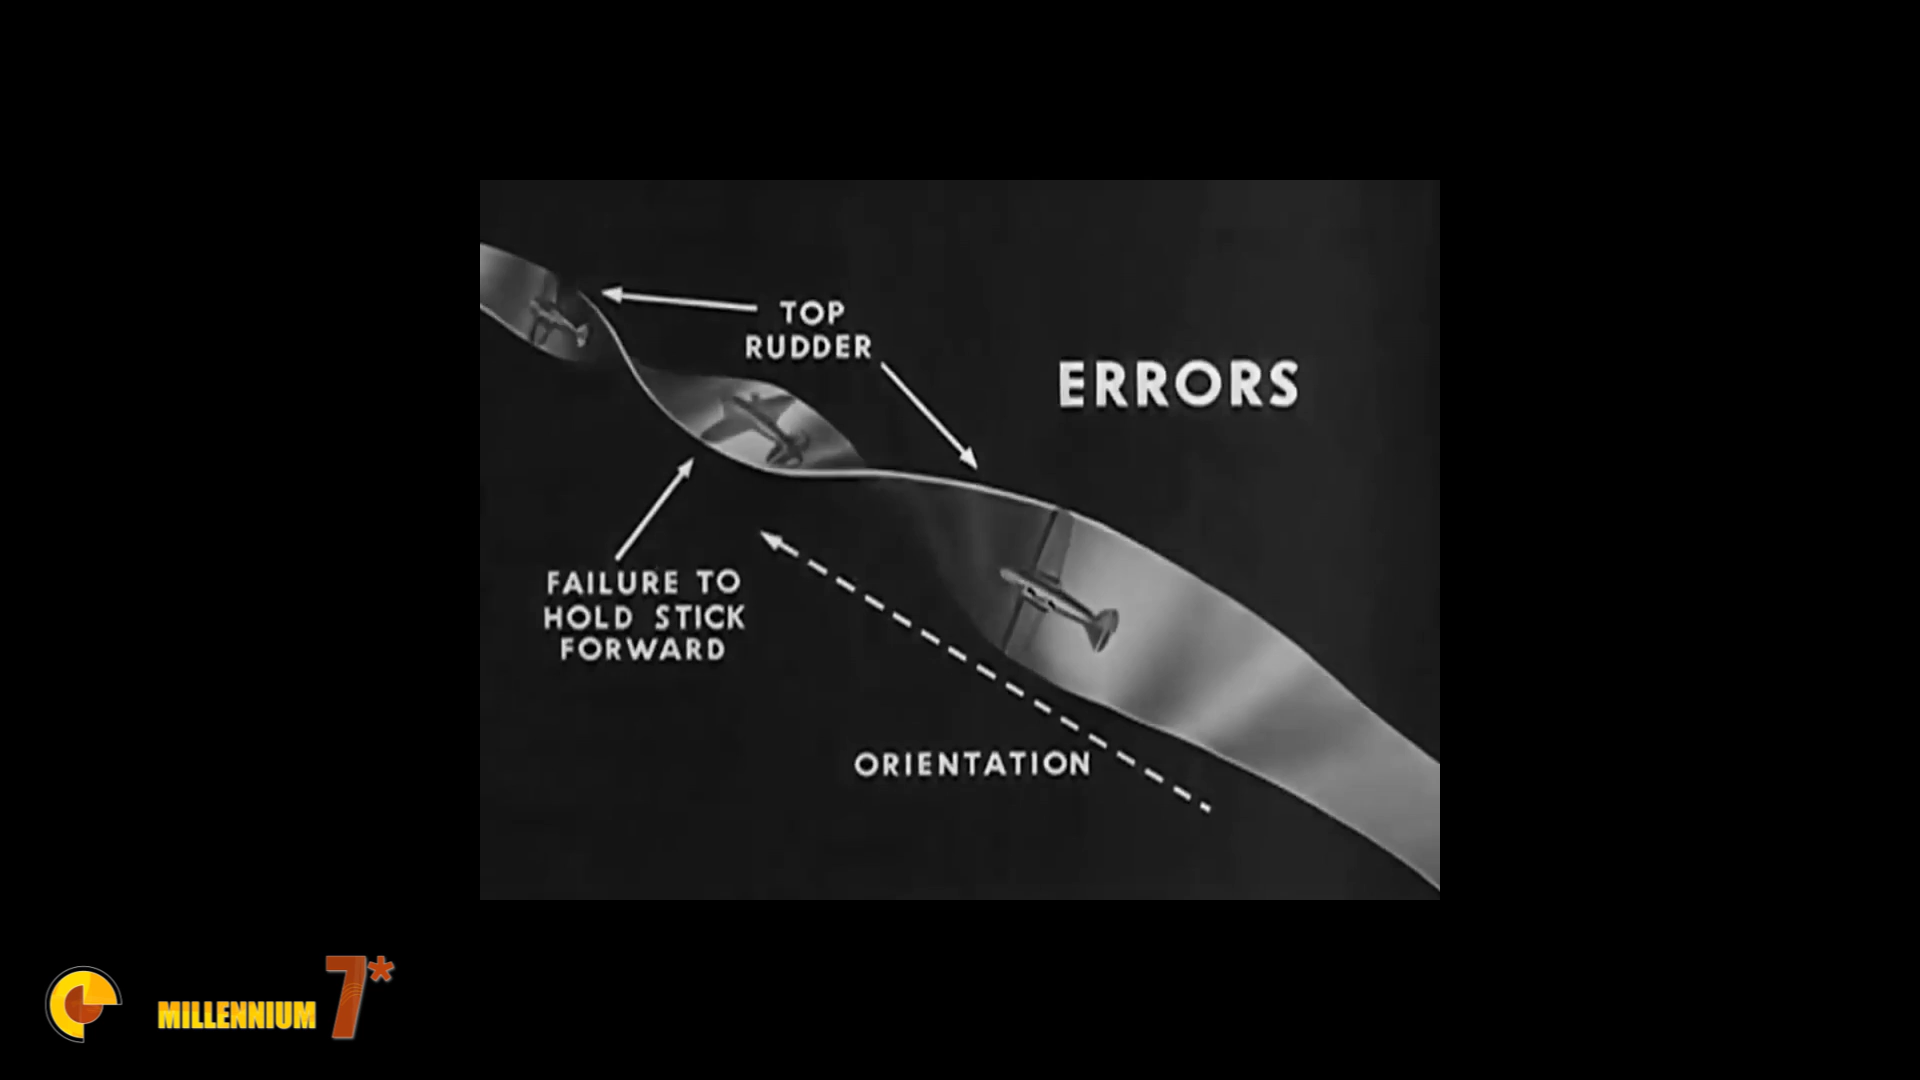 TOP
RUDDER
ERRORS
FAILURE TO
HOLD STICK
FORWARD
ORIENTATION
MILLENNIUM 7*